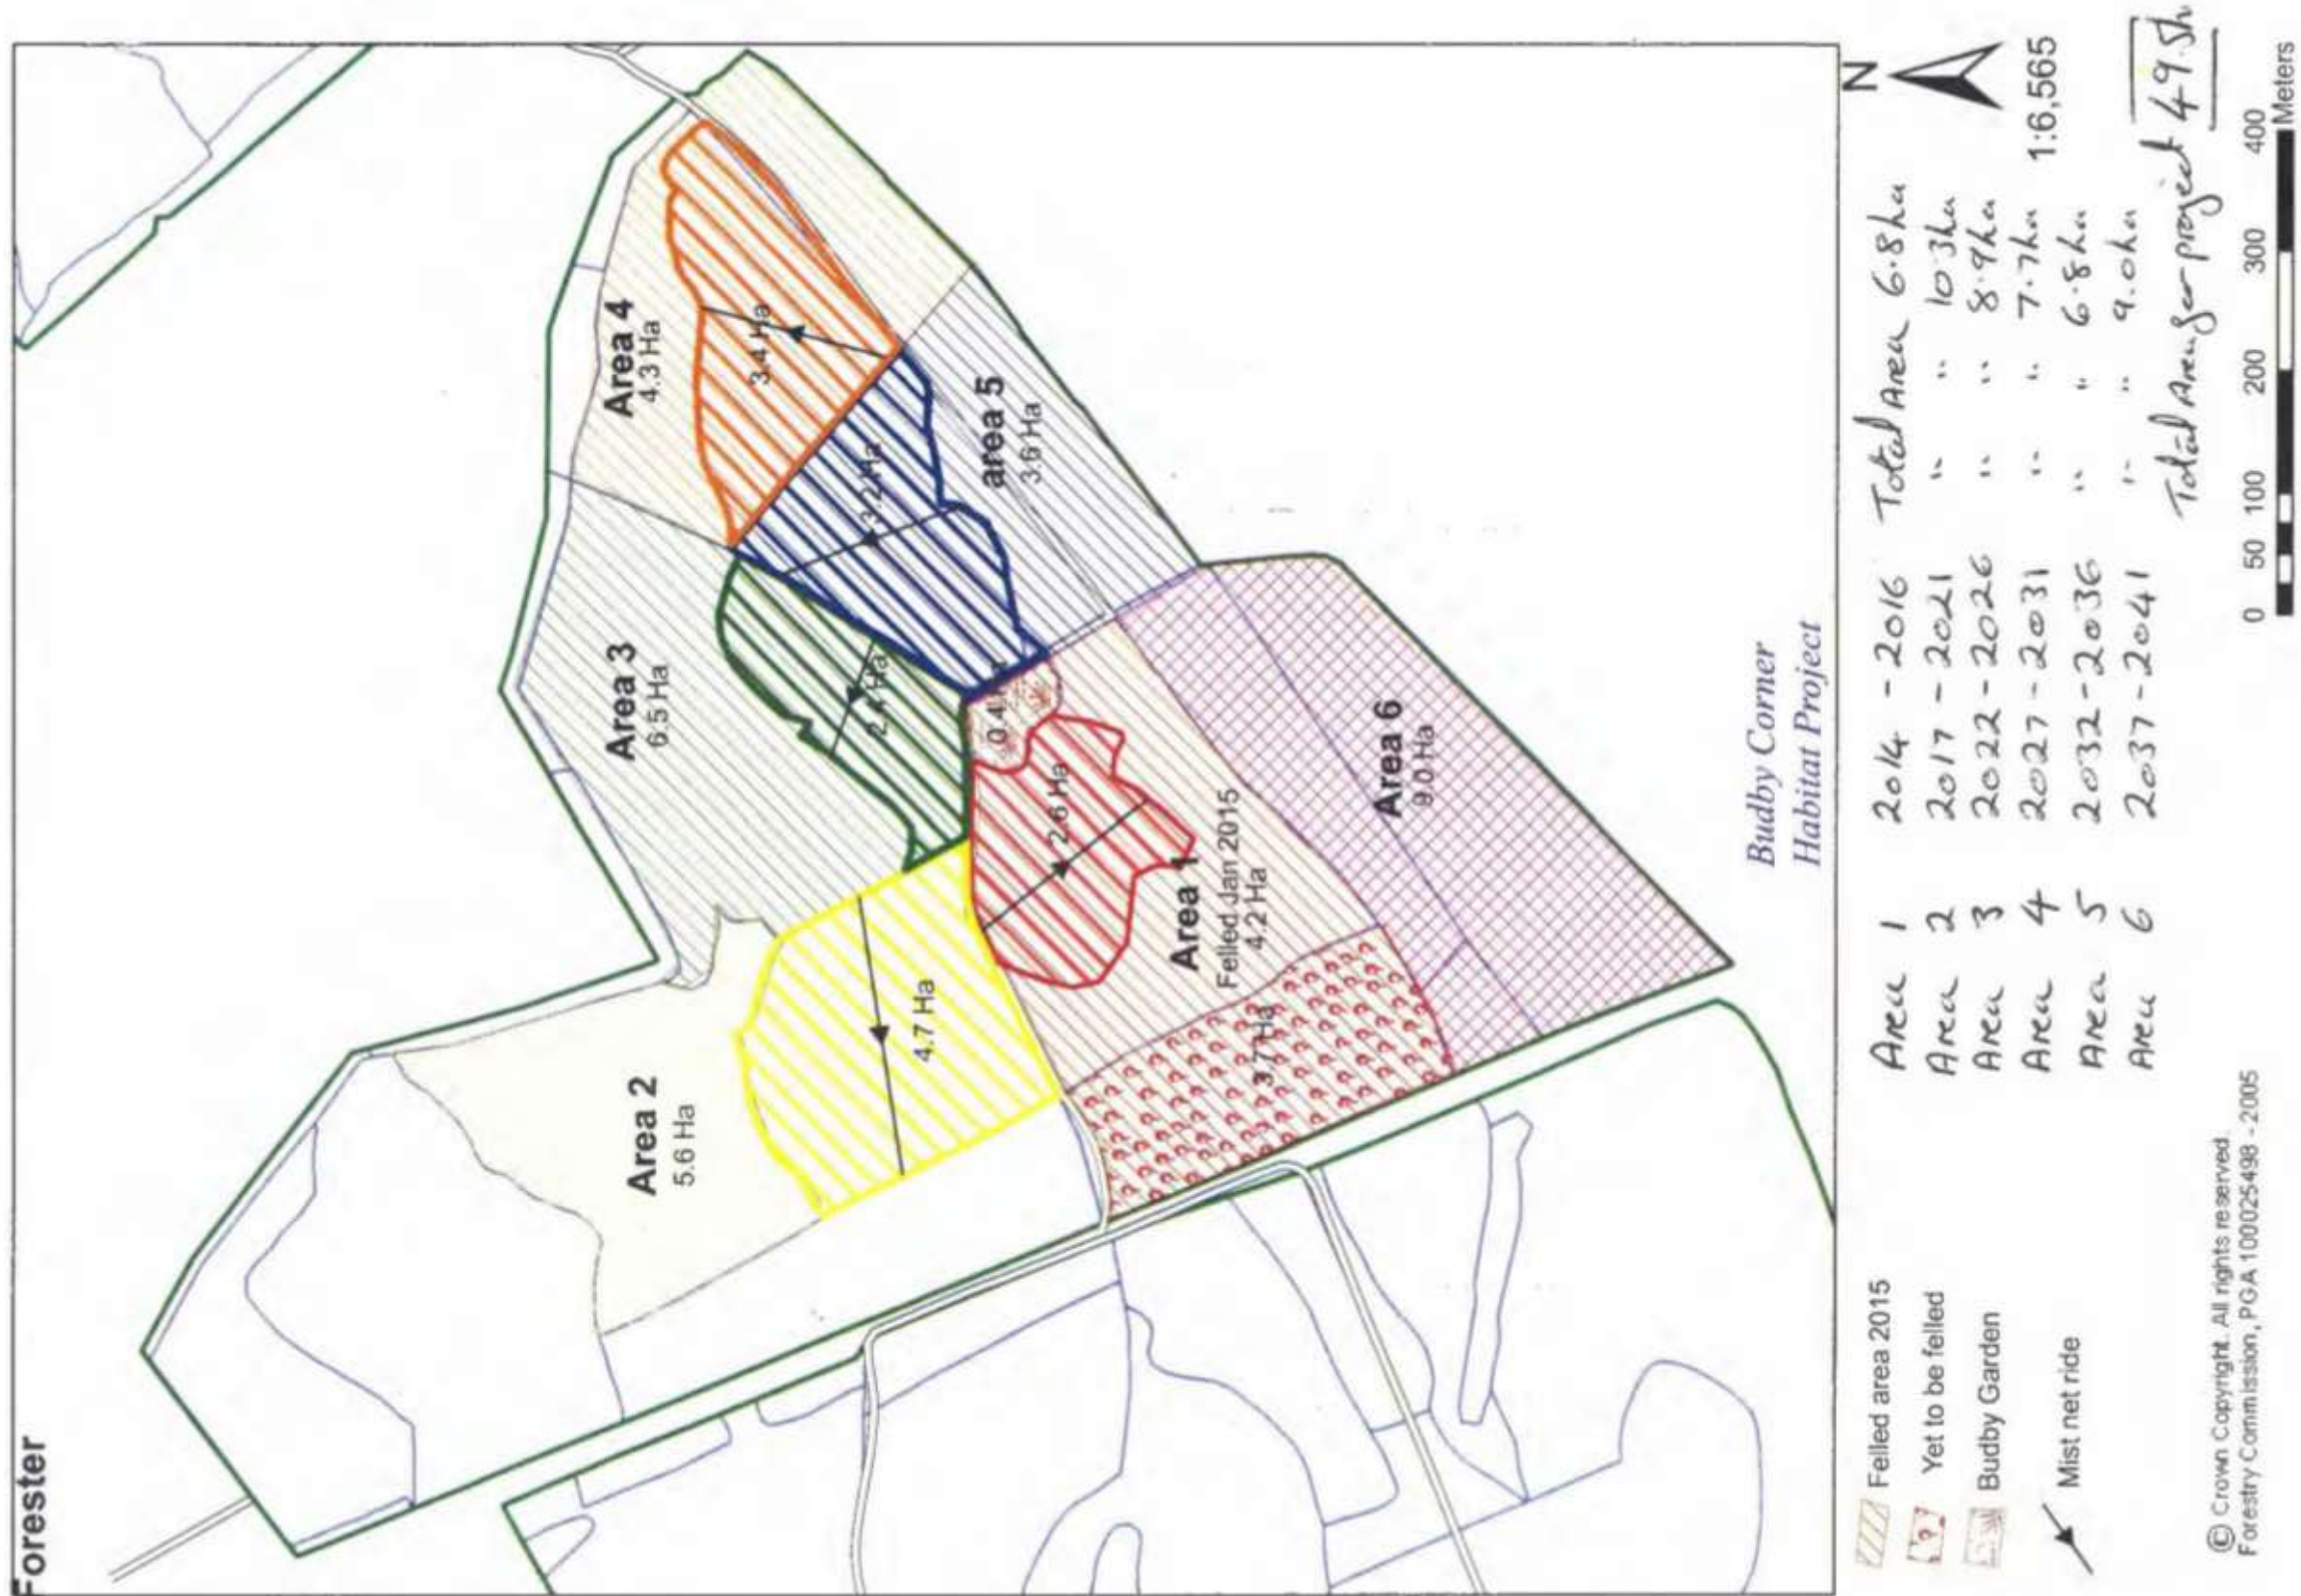 Forester
Area 4
4.3 Ha
3.4 Ha
Area 3
6.5 Ha
3.2 Ha
area 5
3.6 Ha
2.4 Ha
0.4
Area 2
5.6 Ha
4.7 Ha
2.6 Ha
Area 1
Felled Jan 2015
4.2 Ha
3.7 Ha
Area 6
9.0 Ha
Budby Corner
Habitat Project
N
1:6,565
Area 1 2014 - 2016 Total Area 6.8ha
Area 2 2017 - 2021 " " 10.3ha
Area 3 2022 - 2026 " " 8.9ha
Area 4 2027 - 2031 " " 7.7ha
Area 5 2032 - 2036 " " 6.8ha
Area 6 2037 - 2041 " " 9.0ha
Total Area for project 49.5h
0 50 100 200 300 400
Meters
Felled area 2015
Yet to be felled
Budby Garden
Mist net ride
© Crown Copyright. All rights reserved.
Forestry Commission, PGA 100025498 - 2005